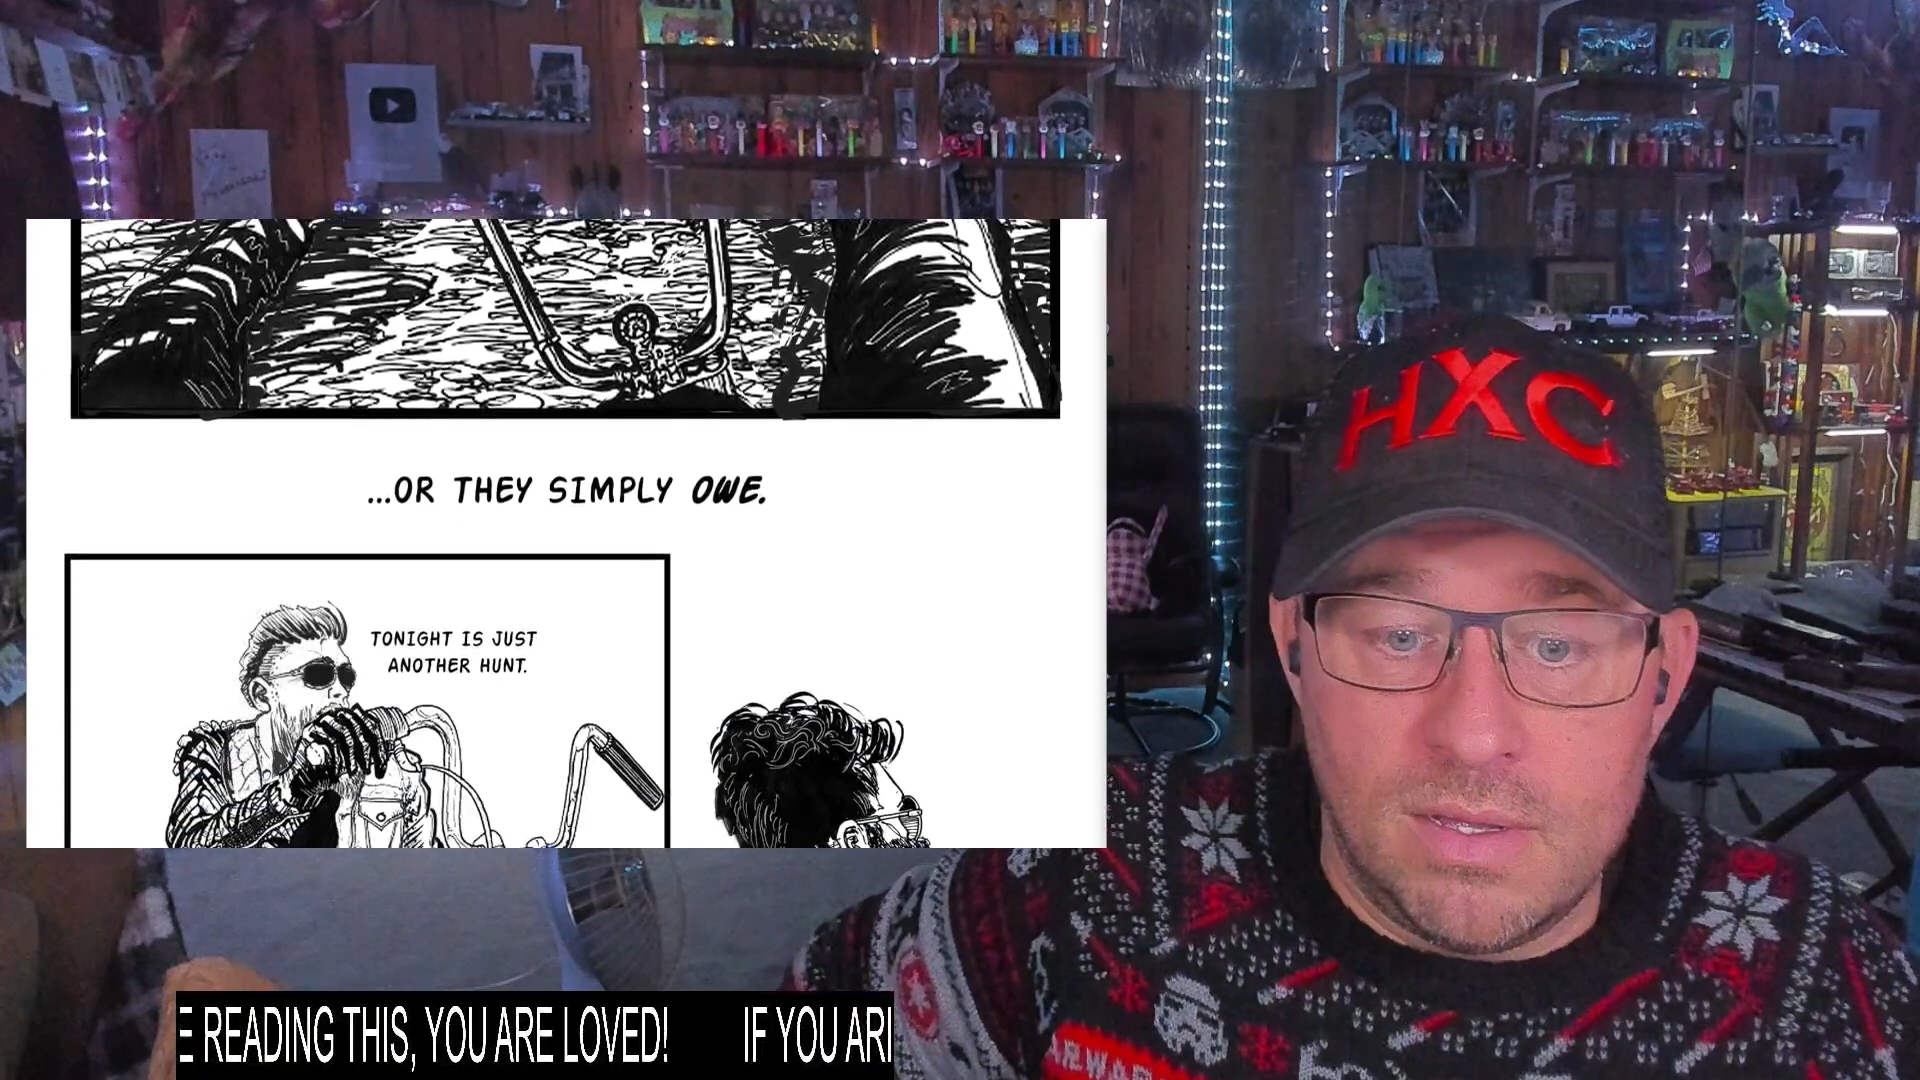 ...OR THEY SIMPLY OWE.
TONIGHT IS JUST
ANOTHER HUNT.
HXC
E READING THIS, YOU ARE LOVED! IF YOU ARI